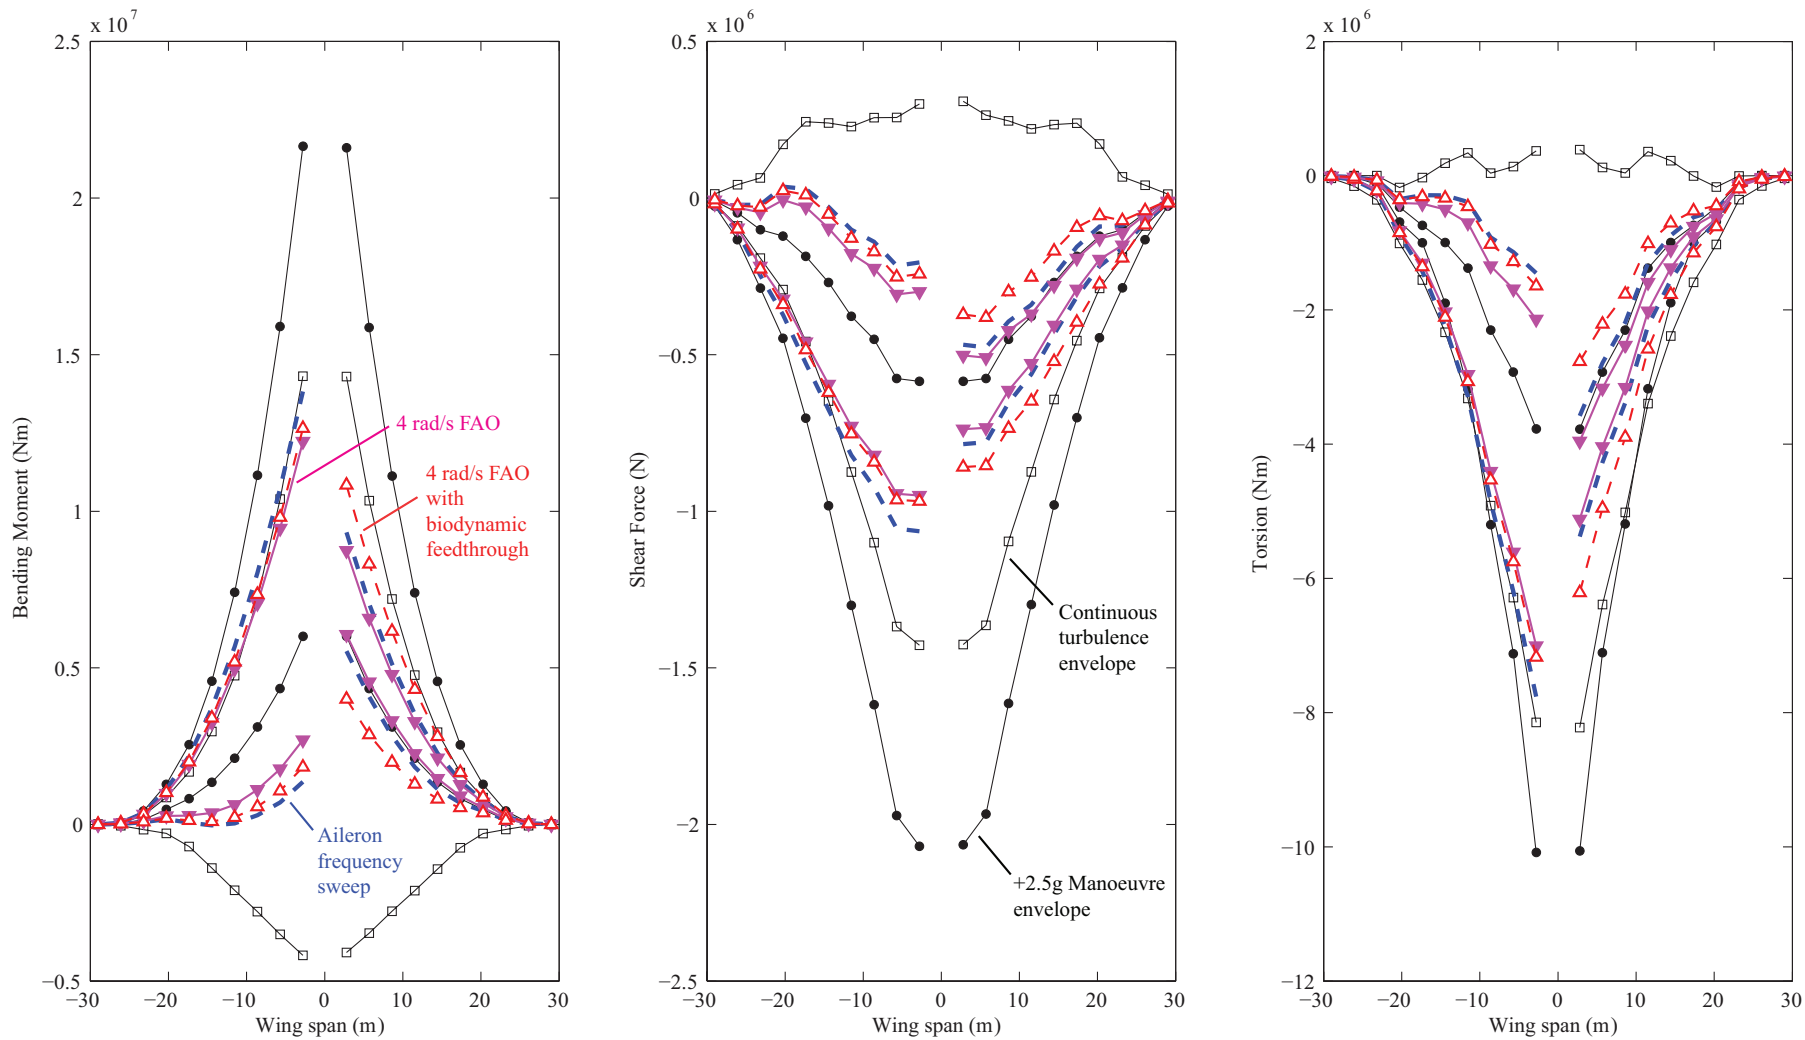 x 10^7
2.5
2
1.5
1
0.5
0
−0.5
−30
−20
−10
0
10
20
30
Wing span (m)
Bending Moment (Nm)
4 rad/s FAO
4 rad/s FAO
with
biodynamic
feedthrough
Aileron
frequency
sweep
x 10^6
0.5
0
−0.5
−1
−1.5
−2
−2.5
−30
−20
−10
0
10
20
30
Wing span (m)
Shear Force (N)
Continuous
turbulence
envelope
+2.5g Manoeuvre
envelope
x 10^6
2
0
−2
−4
−6
−8
−10
−12
−30
−20
−10
0
10
20
30
Wing span (m)
Torsion (Nm)